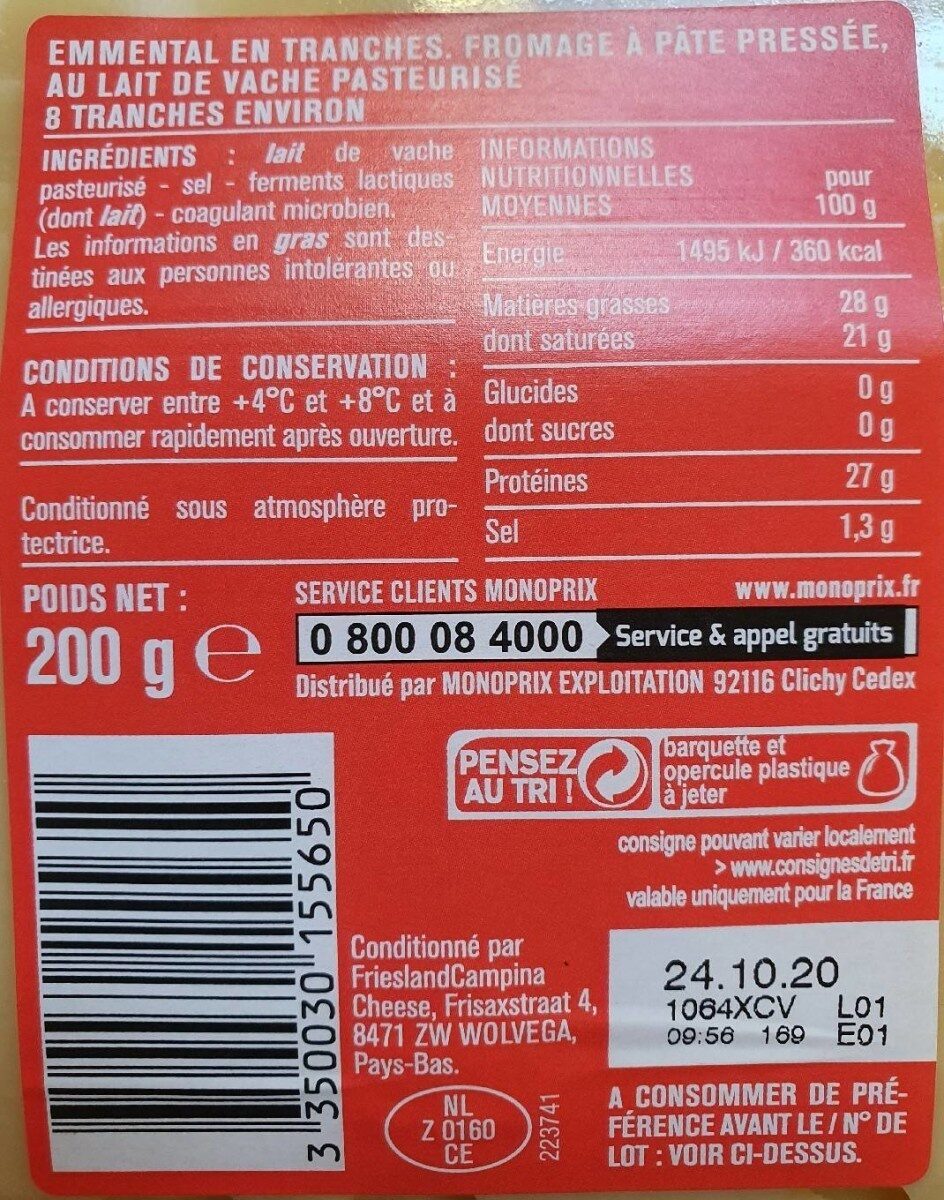 EMMENTAL EN TRANCHES. FROMAGE À PÂTE PRESSÉE,
AU LAIT DE VACHE PASTEURISÉ
8 TRANCHES ENVIRON
INGRÉDIENTS : lait de vache
pasteurisé - sel - ferments lactiques
(dont lait) - coagulant microbien.
Les informations en gras sont des-
tinées aux personnes intolérantes ou
allergiques.
CONDITIONS DE CONSERVATION :
A conserver entre +4°C et +8°C et à
consommer rapidement après ouverture.
Conditionné sous atmosphère pro-
tectrice.
INFORMATIONS
NUTRITIONNELLES
MOYENNES
pour
100 g
Energie 1495 kJ / 360 kcal
Matières grasses 28 g
dont saturées 21 g
Glucides 0 g
dont sucres 0 g
Protéines 27 g
Sel 1,3 g
POIDS NET :
200 g e
SERVICE CLIENTS MONOPRIX www.monoprix.fr
0 800 08 4000 Service & appel gratuits
Distribué par MONOPRIX EXPLOITATION 92116 Clichy Cedex
PENSEZ
AU TRI !
barquette et
opercule plastique
à jeter
consigne pouvant varier localement
> www.consignesdetri.fr
valable uniquement pour la France
3 350030 155650
Conditionné par
FrieslandCampina
Cheese, Frisaxstraat 4,
8471 ZW WOLVEGA,
Pays-Bas.
NL
Z 0160
CE
223741
24.10.20
1064XCV L01
09:56 169 E01
A CONSOMMER DE PRÉ-
FÉRENCE AVANT LE / N° DE
LOT : VOIR CI-DESSUS.